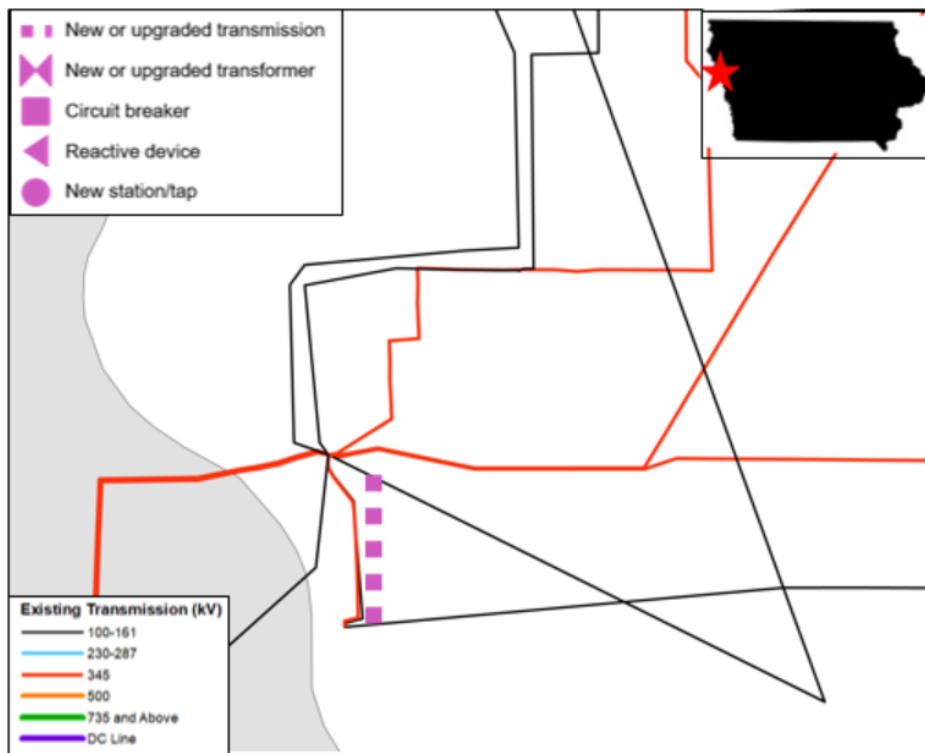 New or upgraded transmission
New or upgraded transformer
Circuit breaker
Reactive device
New station/tap
Existing Transmission (kV)
100-161
230-287
345
500
735 and Above
DC Line